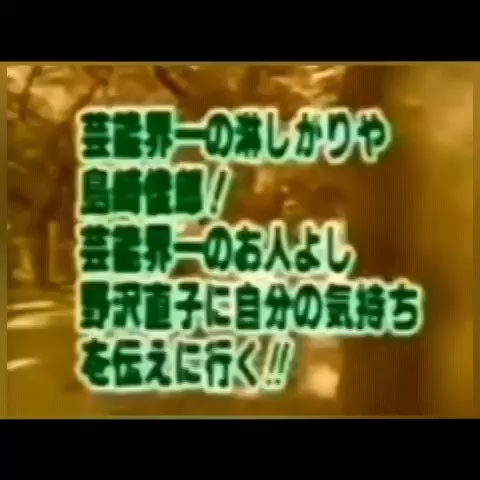 芸能界一の淋しがりや
島崎俊郎!
芸能界一のお人よし
野沢直子に自分の気持ち
を伝えに行く!!